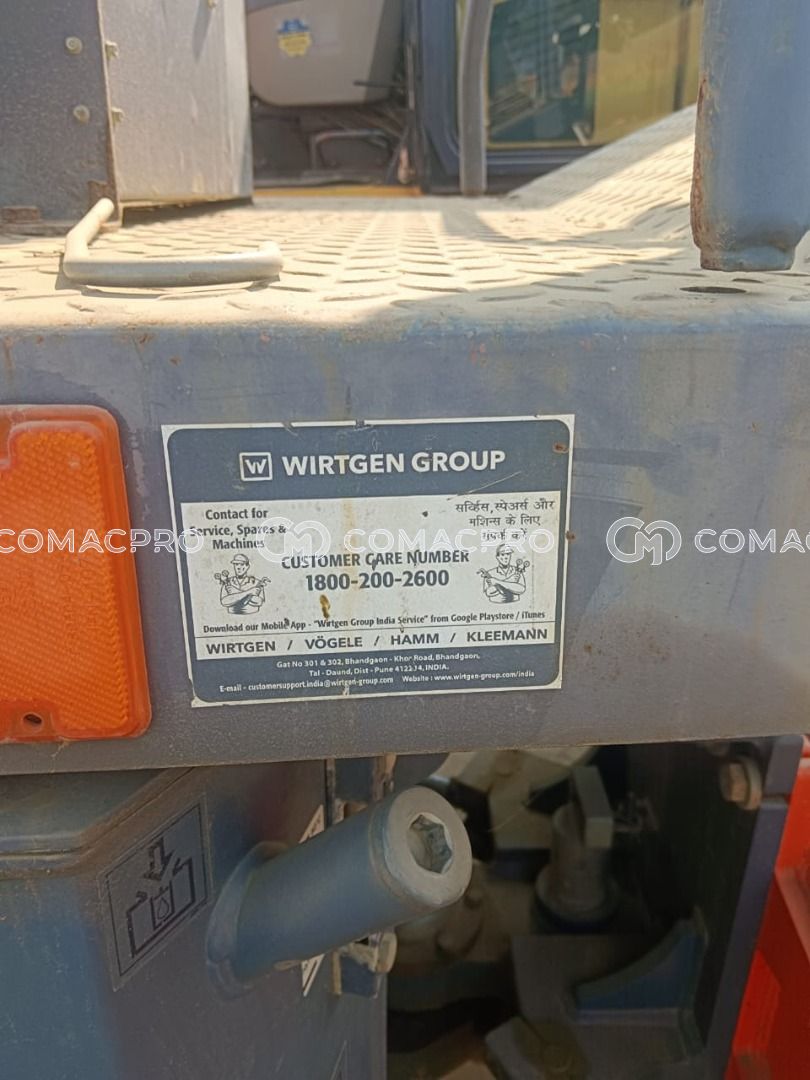 WIRTGEN GROUP
Contact for
Service, Spares &
Machines
सर्व्हिस, स्पेअर्स और
मशिन्स के लिए
संपर्क करें
CUSTOMER CARE NUMBER
1800-200-2600
Download our Mobile App - "Wirtgen Group India Service" from Google Playstore / iTunes
WIRTGEN / VÖGELE / HAMM / KLEEMANN
Gat No 301 & 302, Bhandgaon - Khor Road, Bhandgaon,
Tal - Daund, Dist - Pune 412214, INDIA.
E-mail - customersupport.india@wirtgen-group.com Website : www.wirtgen-group.com/india
COMACPRO COMACPRO COMACP